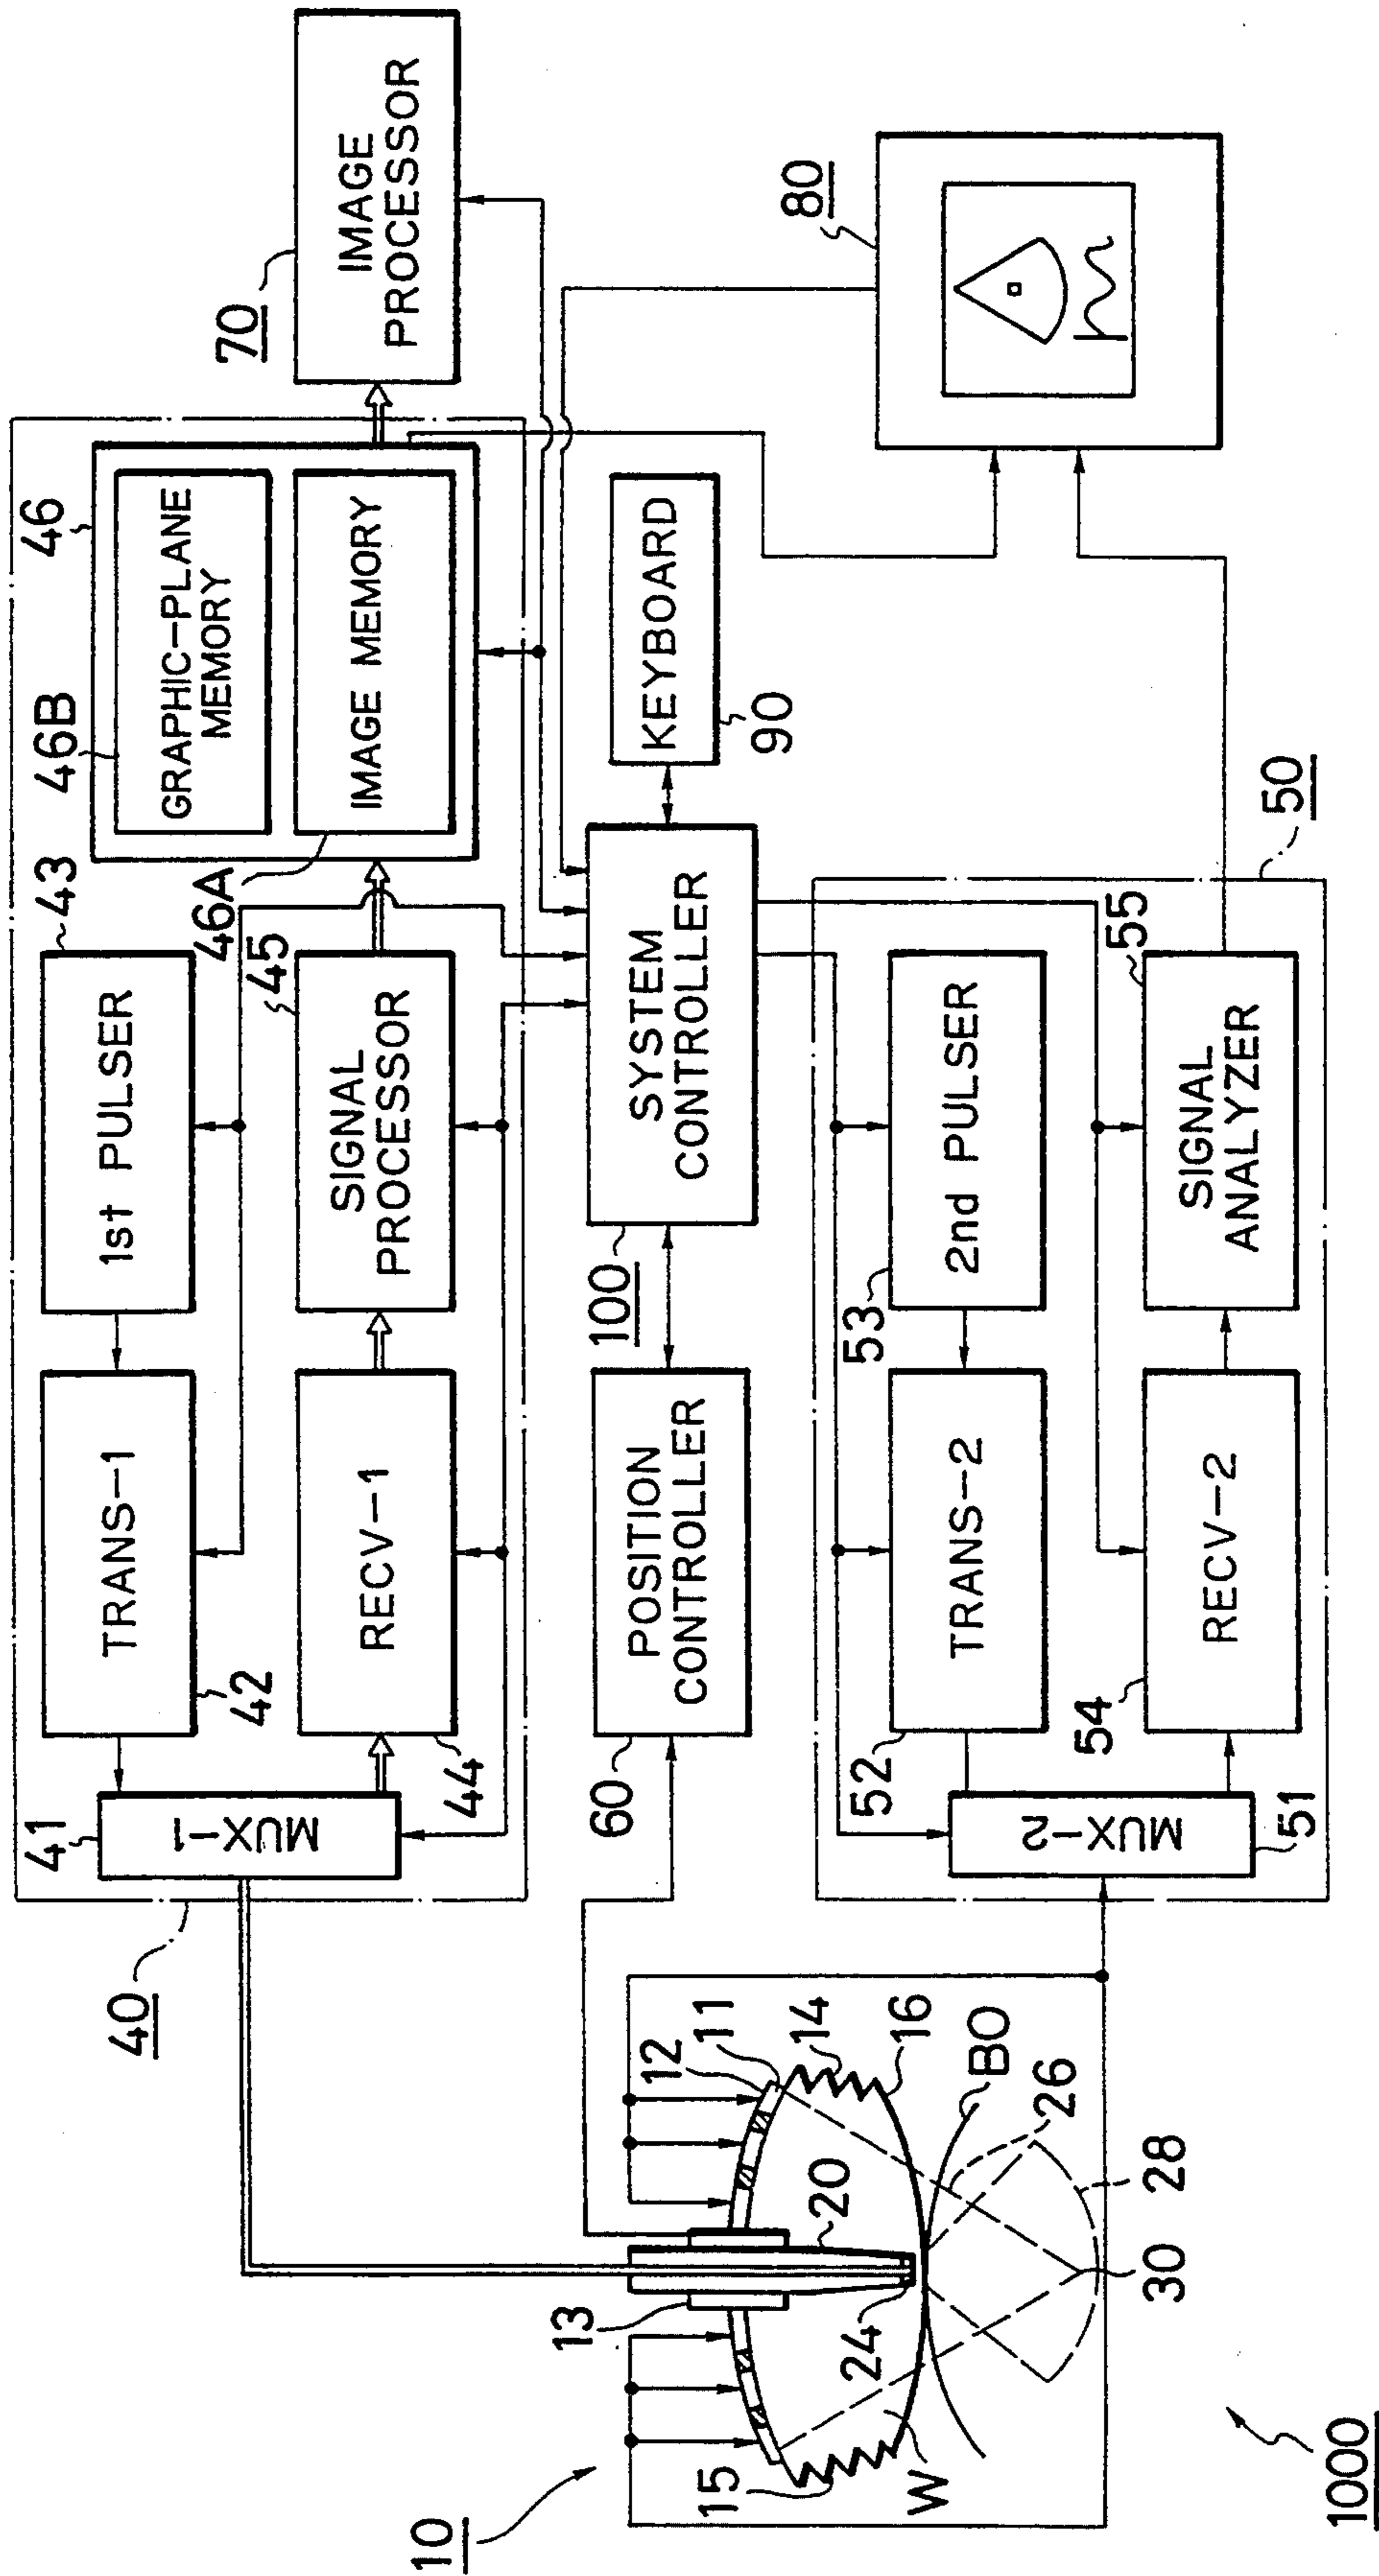 40
41
MUX-1
42
TRANS-1
43
1st PULSER
44
RECV-1
45
SIGNAL
PROCESSOR
46
46B
GRAPHIC-PLANE
MEMORY
46A
IMAGE MEMORY
70
IMAGE
PROCESSOR
60
POSITION
CONTROLLER
100
SYSTEM
CONTROLLER
KEYBOARD
90
80
50
51
MUX-2
52
TRANS-2
53
2nd PULSER
54
RECV-2
55
SIGNAL
ANALYZER
10
13
12
11
14
16
BO
26
28
30
20
24
15
W
1000